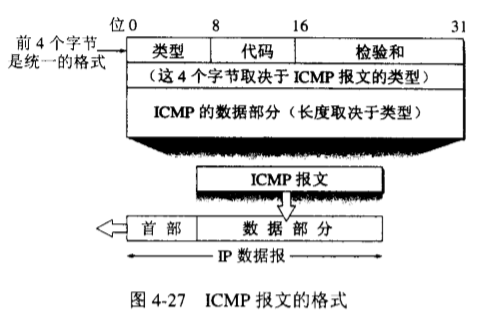 位 0 8 16 31
前 4 个字节
是统一的格式
类型 代码 检验和
（这 4 个字节取决于 ICMP 报文的类型）
ICMP 的数据部分（长度取决于类型）
ICMP 报文
首 部 数 据 部 分
IP 数据报
图 4-27 ICMP 报文的格式